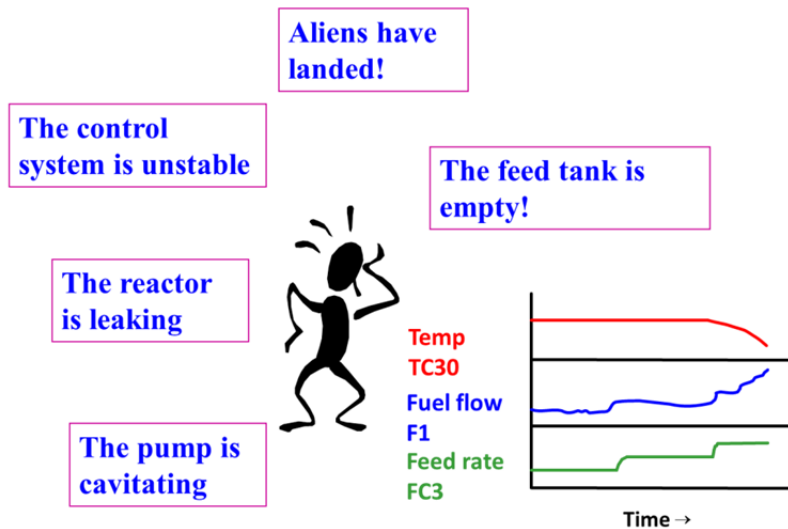 Aliens have
landed!
The control
system is unstable
The feed tank is
empty!
The reactor
is leaking
The pump is
cavitating
Temp
TC30
Fuel flow
F1
Feed rate
FC3
Time →